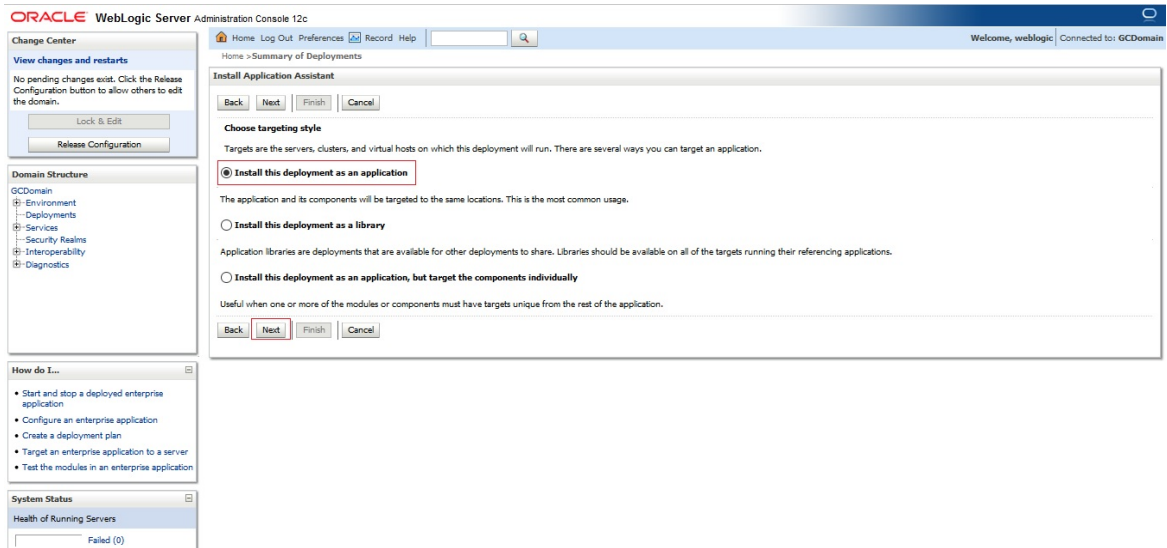 ORACLE WebLogic Server Administration Console 12c
Change Center
View changes and restarts
No pending changes exist. Click the Release
Configuration button to allow others to edit
the domain.
Lock & Edit
Release Configuration
Domain Structure
GCDomain
Environment
Deployments
Services
Security Realms
Interoperability
Diagnostics
How do I...
Start and stop a deployed enterprise
application
Configure an enterprise application
Create a deployment plan
Target an enterprise application to a server
Test the modules in an enterprise application
System Status
Health of Running Servers
Failed (0)
Home Log Out Preferences Record Help
Welcome, weblogic Connected to: GCDomain
Home >Summary of Deployments
Install Application Assistant
Back Next Finish Cancel
Choose targeting style
Targets are the servers, clusters, and virtual hosts on which this deployment will run. There are several ways you can target an application.
Install this deployment as an application
The application and its components will be targeted to the same locations. This is the most common usage.
Install this deployment as a library
Application libraries are deployments that are available for other deployments to share. Libraries should be available on all of the targets running their referencing applications.
Install this deployment as an application, but target the components individually
Useful when one or more of the modules or components must have targets unique from the rest of the application.
Back Next Finish Cancel